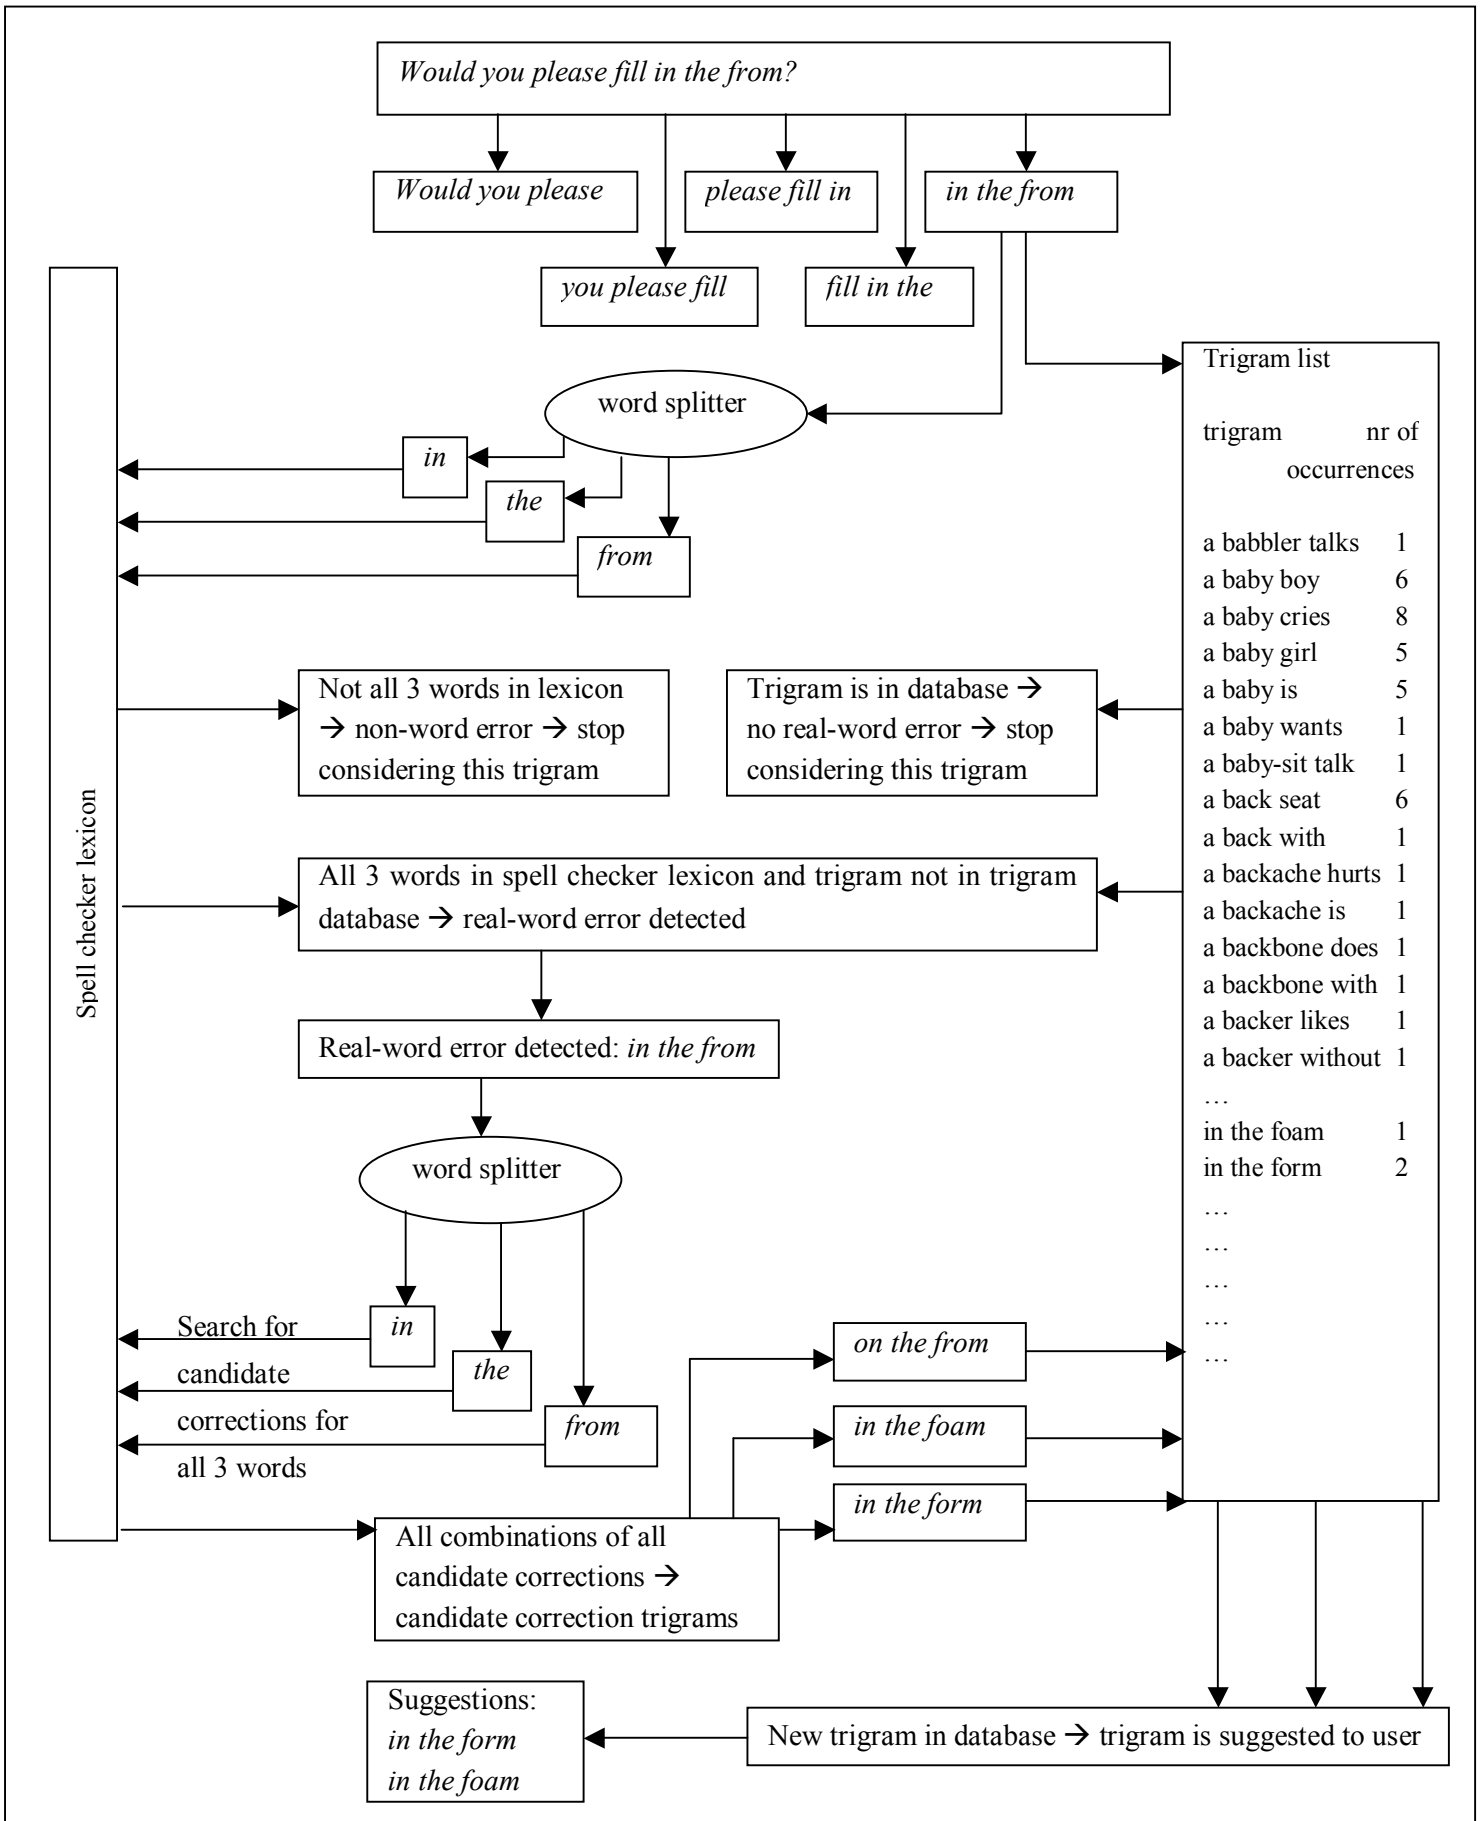 Would you please fill in the from?
Would you please
please fill in
in the from
you please fill
fill in the
word splitter
in
the
from
Spell checker lexicon
Not all 3 words in lexicon
→ non-word error → stop
considering this trigram
Trigram is in database →
no real-word error → stop
considering this trigram
All 3 words in spell checker lexicon and trigram not in trigram
database → real-word error detected
Real-word error detected: in the from
word splitter
in
the
from
Search for
candidate
corrections for
all 3 words
All combinations of all
candidate corrections →
candidate correction trigrams
on the from
in the foam
in the form
Trigram list
trigram nr of
occurrences
a babbler talks 1
a baby boy 6
a baby cries 8
a baby girl 5
a baby is 5
a baby wants 1
a baby-sit talk 1
a back seat 6
a back with 1
a backache hurts 1
a backache is 1
a backbone does 1
a backbone with 1
a backer likes 1
a backer without 1
…
in the foam 1
in the form 2
…
…
…
…
…
New trigram in database → trigram is suggested to user
Suggestions:
in the form
in the foam